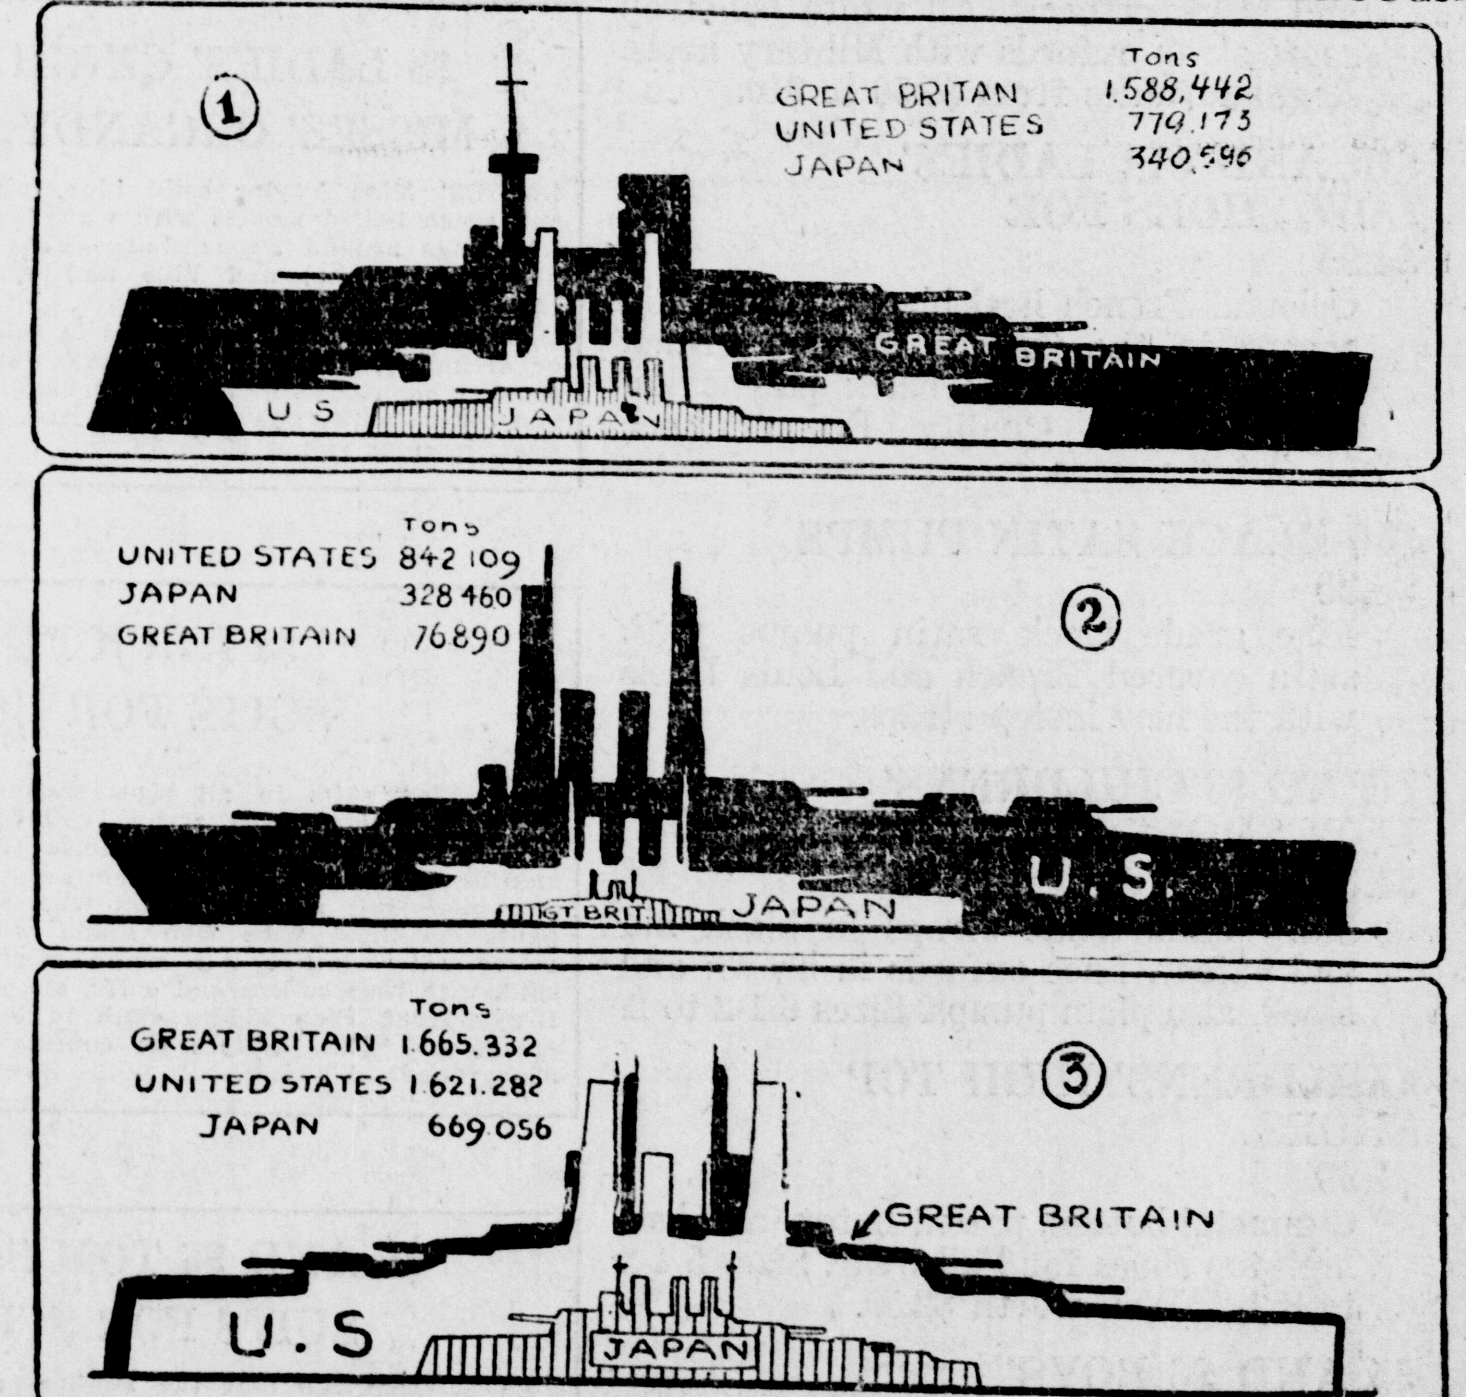 ①
Tons
GREAT BRITAN 1.588,442
UNITED STATES 779.173
JAPAN 340,596
GREAT BRITAIN
U S
JAPAN
Tons
UNITED STATES 842 109
JAPAN 328 460
GREAT BRITAIN 76890
②
U. S.
JAPAN
GT BRIT.
Tons
GREAT BRITAIN 1.665.332
UNITED STATES 1.621.282
JAPAN 669.056
③
GREAT BRITAIN
U. S
JAPAN